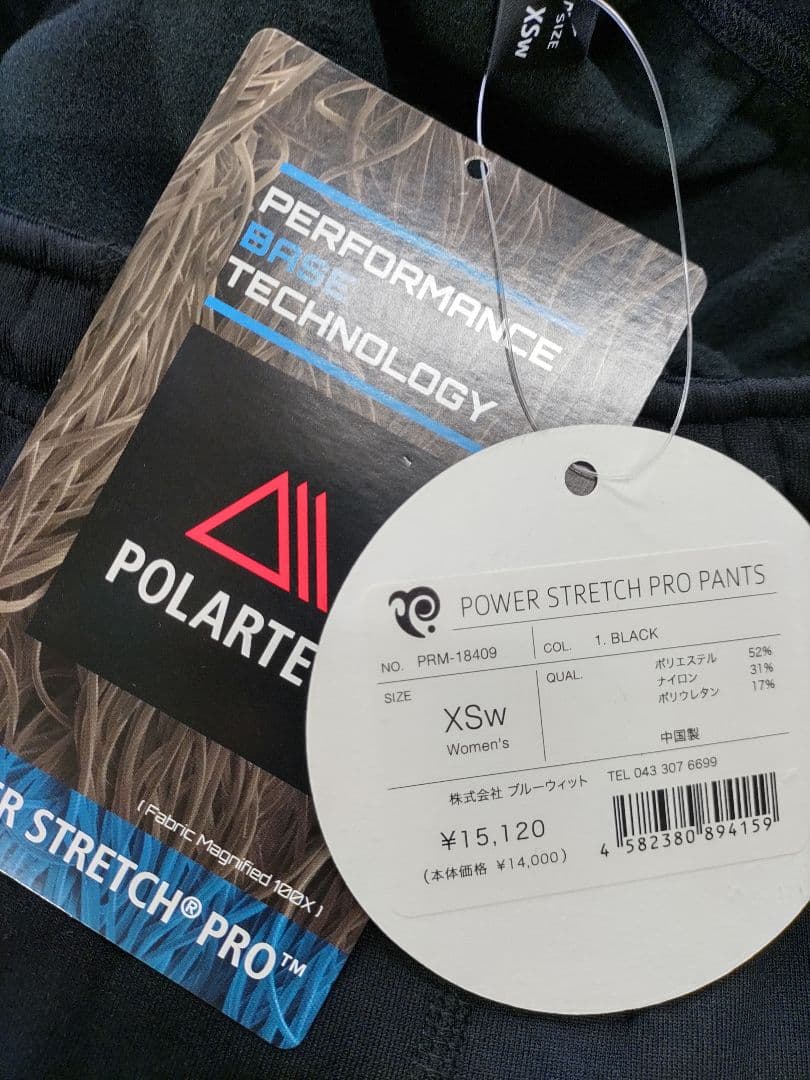 SIZE
XSw
PERFORMANCE
BASE
TECHNOLOGY
POLARTE
( Fabric Magnified 100X )
ER STRETCH® PRO™
POWER STRETCH PRO PANTS
NO. PRM-18409
COL. 1. BLACK
SIZE
XSw
Women's
QUAL.
ポリエステル 52%
ナイロン 31%
ポリウレタン 17%
中国製
株式会社 ブルーウィット TEL 043 307 6699
¥15,120
(本体価格 ¥14,000)
4 582380 894159